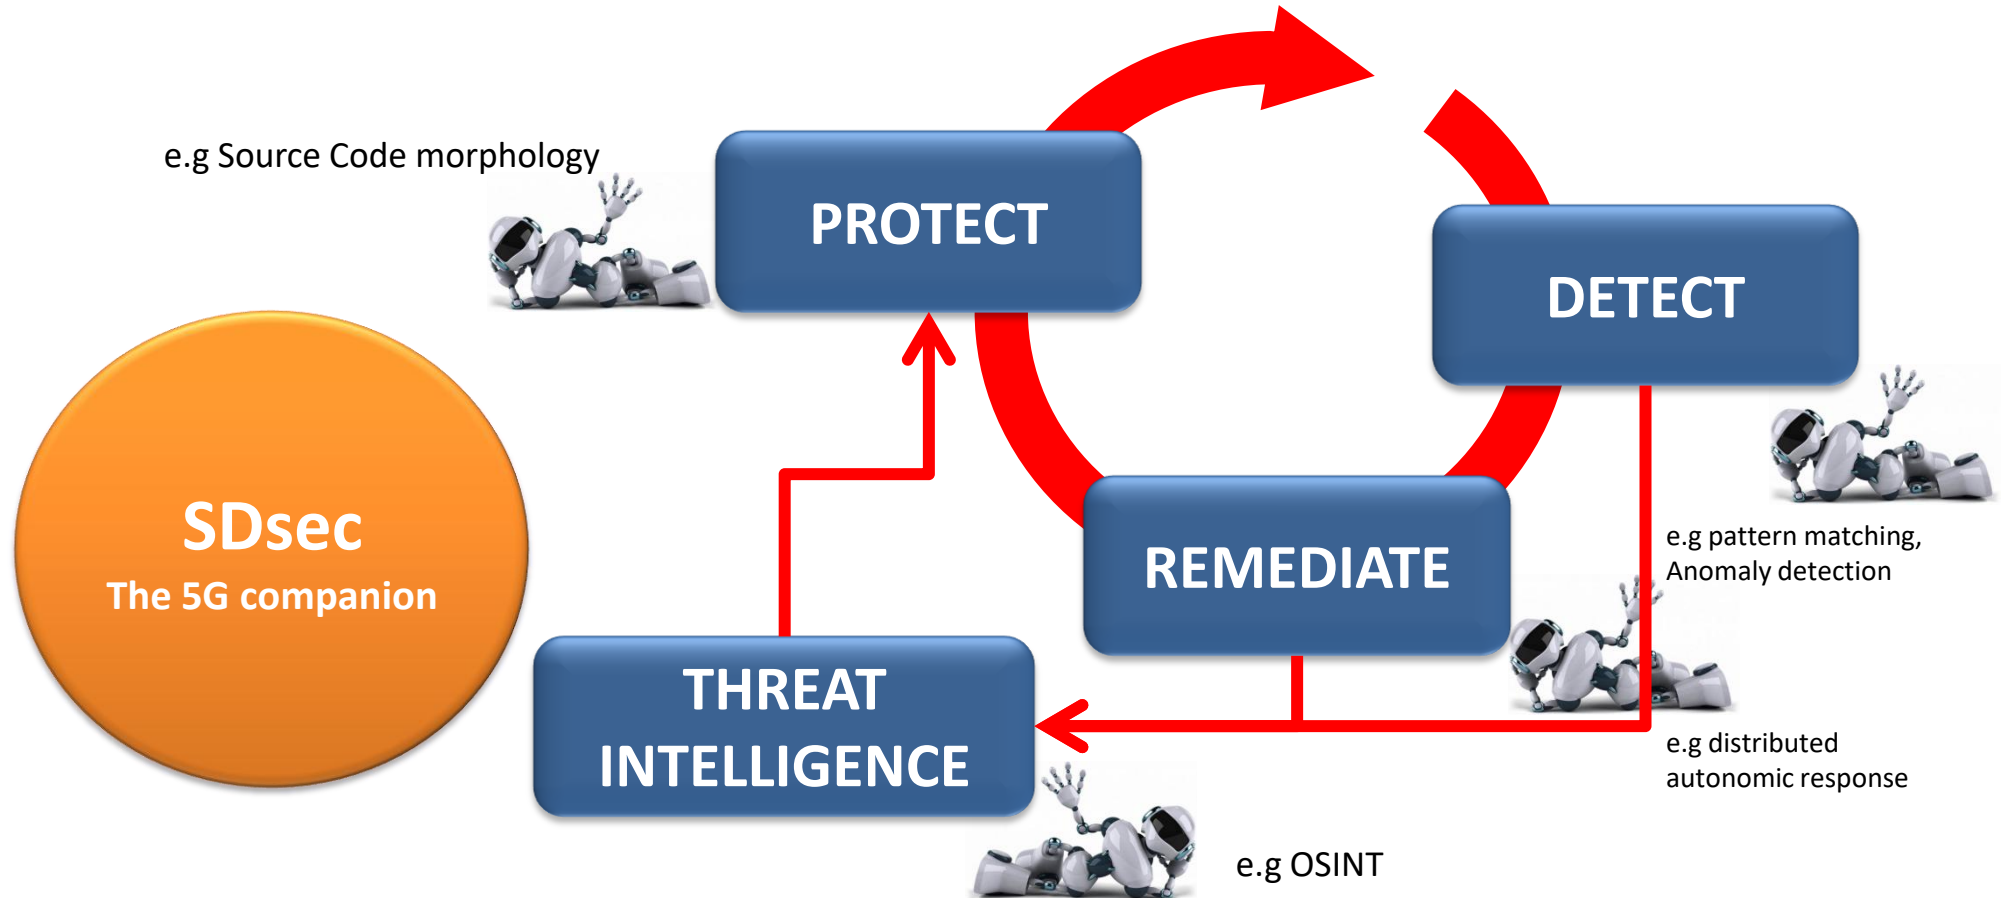 e.g Source Code morphology
PROTECT
DETECT
SDsec
The 5G companion
REMEDIATE
e.g pattern matching,
Anomaly detection
THREAT
INTELLIGENCE
e.g distributed
autonomic response
e.g OSINT